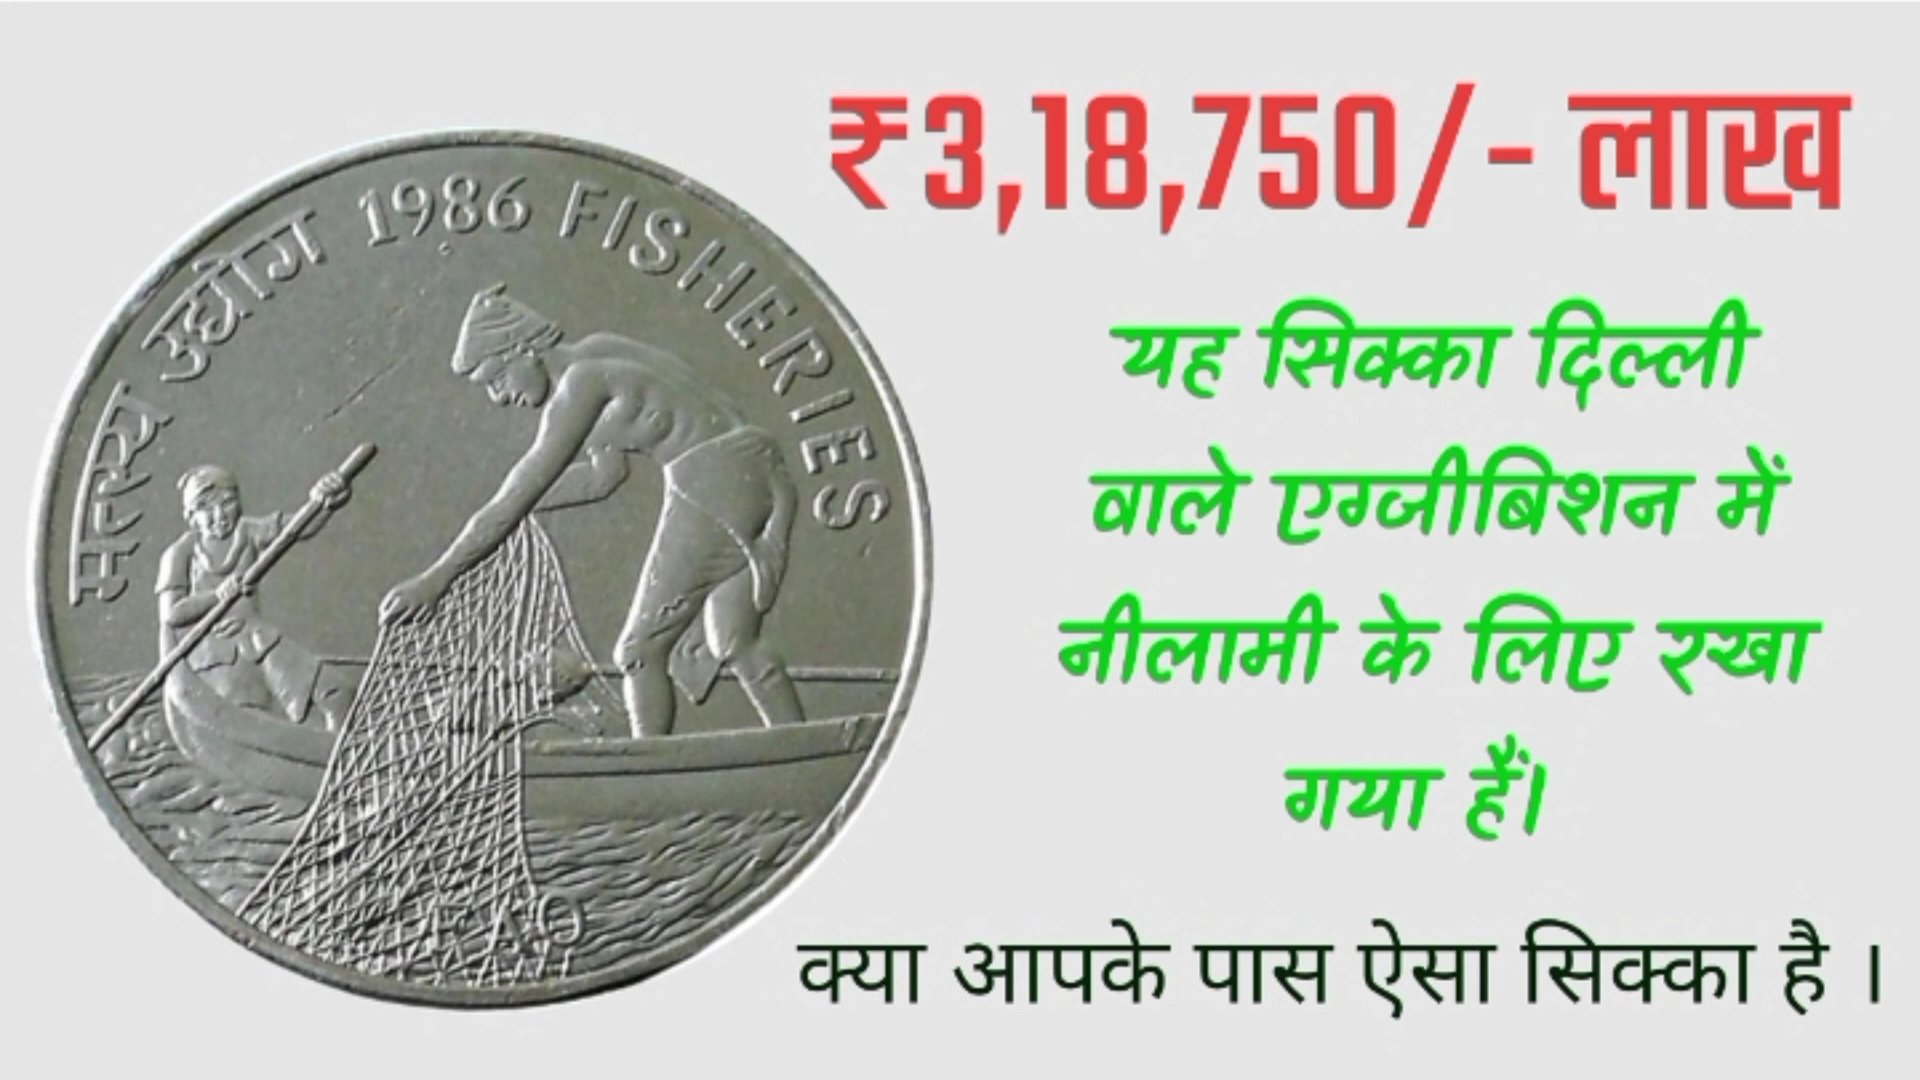 ₹3,18,750/- लाख
मत्स्य उद्योग 1986 FISHERIES
यह सिक्का दिल्ली
वाले एग्जीबिशन में
नीलामी के लिए रखा
गया हैं।
FAO
क्या आपके पास ऐसा सिक्का है ।